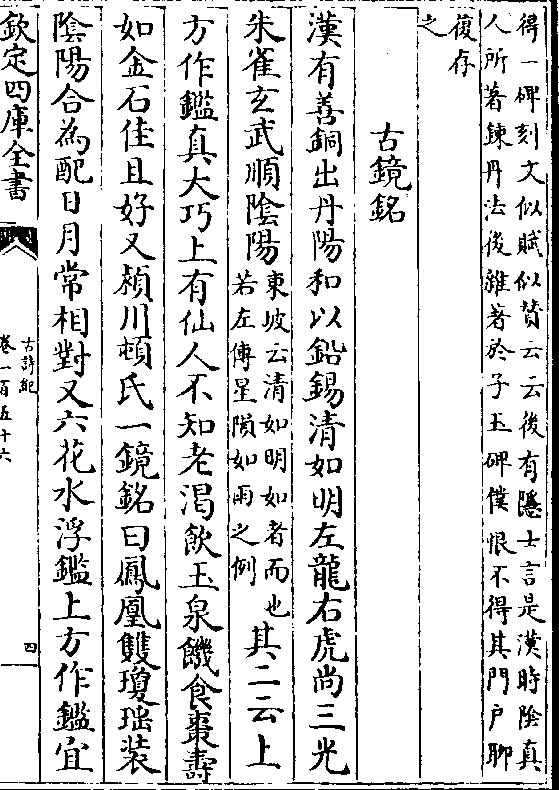 得一碑刻文似賦似贊云云後有隱士言是漢時陰真
人所著鍊丹法後雜著於子玉碑僕恨不得其門戸聊
復存
之
古鏡銘
漢有善銅出丹陽和以鉛錫清如明左龍右虎尚三光
朱雀玄武順陰陽東坡云清如明如者而也
若左傳星隕如雨之例其二云上
方作鑑真大巧上有仙人不知老渴飲玉泉饑食棗壽
如金石佳且好又潁川頓氏一鏡銘曰鳳凰雙瓊瑶装
陰陽合為配日月常相對又六花水浮鑑上方作鑑宜
欽定四庫全書
古詩紀
卷一百五十六
四